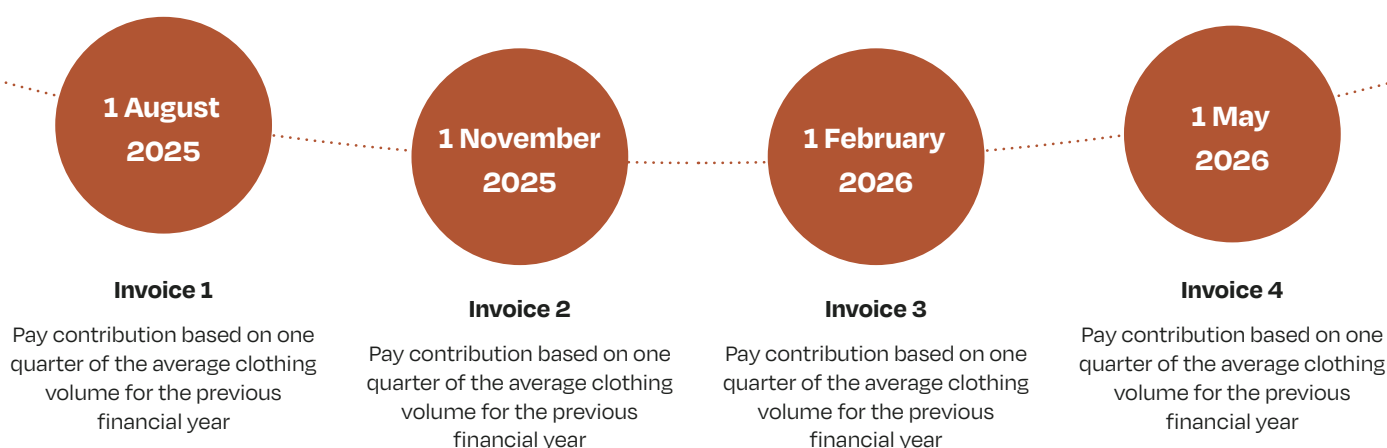 1 August
2025
Invoice 1
Pay contribution based on one
quarter of the average clothing
volume for the previous
financial year
1 November
2025
Invoice 2
Pay contribution based on one
quarter of the average clothing
volume for the previous
financial year
1 February
2026
Invoice 3
Pay contribution based on one
quarter of the average clothing
volume for the previous
financial year
1 May
2026
Invoice 4
Pay contribution based on one
quarter of the average clothing
volume for the previous
financial year